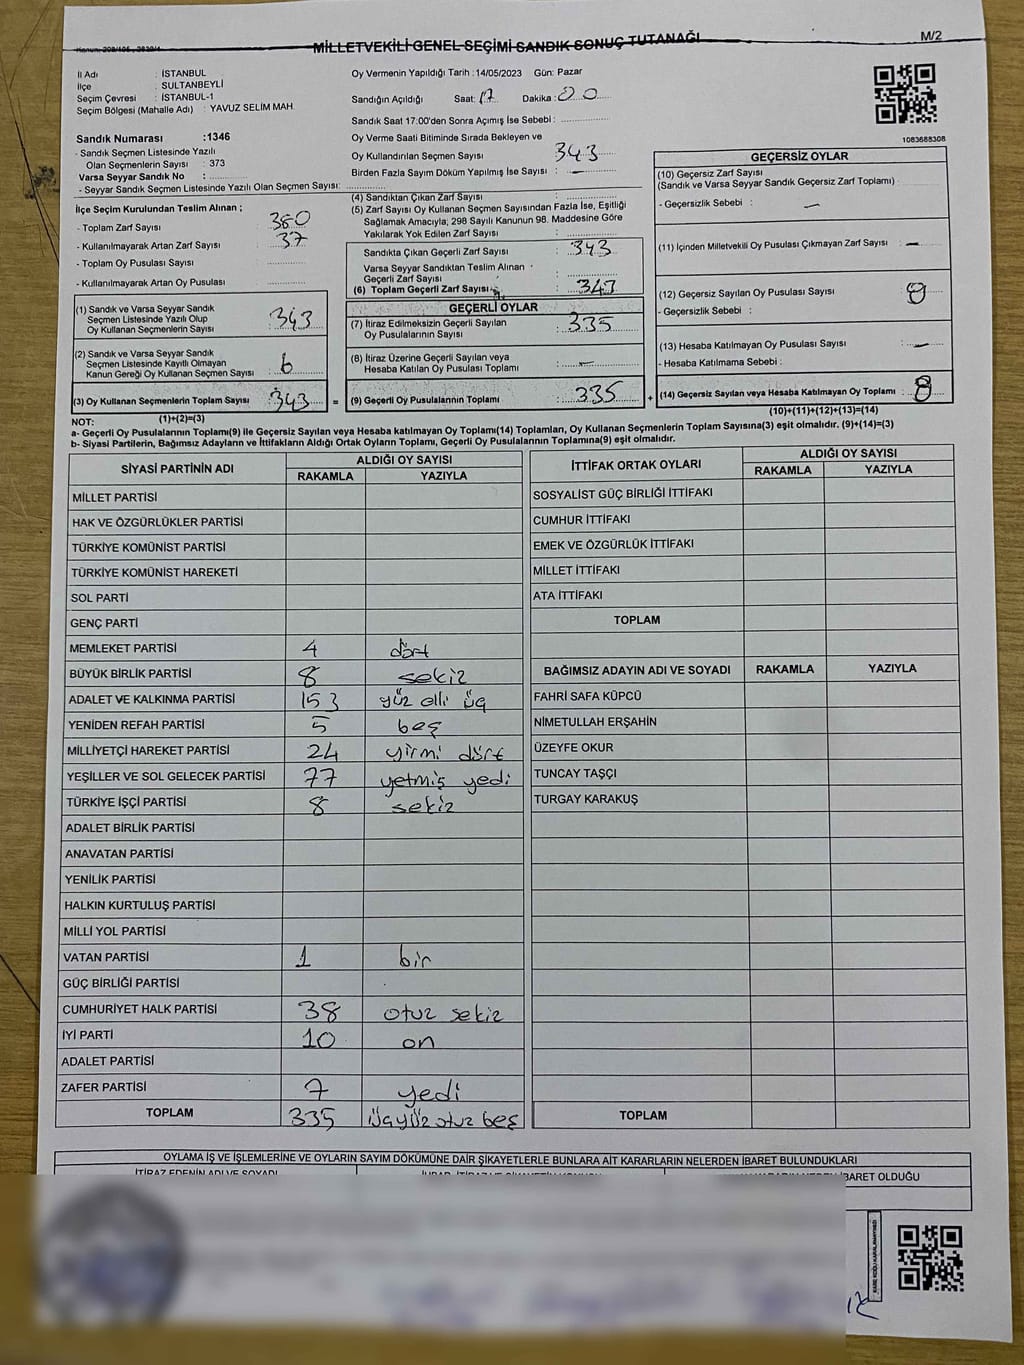 Kanun: 298/105 , 2839/4
MİLLETVEKİLİ GENEL SEÇİMİ SANDIK SONUÇ TUTANAĞI
M/2
İl Adı : İSTANBUL
İlçe : SULTANBEYLİ
Seçim Çevresi : İSTANBUL-1
Seçim Bölgesi (Mahalle Adı) : YAVUZ SELİM MAH.
Sandık Numarası :1346
- Sandık Seçmen Listesinde Yazılı
Olan Seçmenlerin Sayısı : 373
Varsa Seyyar Sandık No :
- Seyyar Sandık Seçmen Listesinde Yazılı Olan Seçmen Sayısı:
Oy Vermenin Yapıldığı Tarih : 14/05/2023 Gün: Pazar
Sandığın Açıldığı Saat: 17 Dakika : 00
Sandık Saat 17:00'den Sonra Açımış İse Sebebi :
Oy Verme Saati Bitiminde Sırada Bekleyen ve
Oy Kullandırılan Seçmen Sayısı : 343
Birden Fazla Sayım Döküm Yapılmış İse Sayısı : —
1083688308
İlçe Seçim Kurulundan Teslim Alınan ;
- Toplam Zarf Sayısı : 380
- Kullanılmayarak Artan Zarf Sayısı : 37
- Toplam Oy Pusulası Sayısı :
- Kullanılmayarak Artan Oy Pusulası :
(1) Sandık ve Varsa Seyyar Sandık
Seçmen Listesinde Yazılı Olup
Oy Kullanan Seçmenlerin Sayısı : 343
(2) Sandık ve Varsa Seyyar Sandık
Seçmen Listesinde Kayıtlı Olmayan
Kanun Gereği Oy Kullanan Seçmen Sayısı : 6
(3) Oy Kullanan Seçmenlerin Toplam Sayısı : 343 =
(4) Sandıktan Çıkan Zarf Sayısı :
(5) Zarf Sayısı Oy Kullanan Seçmen Sayısından Fazla İse, Eşitliği
Sağlamak Amacıyla; 298 Sayılı Kanunun 98. Maddesine Göre
Yakılarak Yok Edilen Zarf Sayısı :
Sandıkta Çıkan Geçerli Zarf Sayısı : 343
Varsa Seyyar Sandıktan Teslim Alınan
Geçerli Zarf Sayısı :
(6) Toplam Geçerli Zarf Sayısı : 343
GEÇERLİ OYLAR
(7) İtiraz Edilmeksizin Geçerli Sayılan
Oy Pusulalarının Sayısı : 335
(8) İtiraz Üzerine Geçerli Sayılan veya
Hesaba Katılan Oy Pusulası Toplamı : —
(9) Geçerli Oy Pusulalarının Toplamı : 335 +
GEÇERSİZ OYLAR
(10) Geçersiz Zarf Sayısı
(Sandık ve Varsa Seyyar Sandık Geçersiz Zarf Toplamı) :
- Geçersizlik Sebebi : —
(11) İçinden Milletvekili Oy Pusulası Çıkmayan Zarf Sayısı : —
(12) Geçersiz Sayılan Oy Pusulası Sayısı : 8
- Geçersizlik Sebebi :
(13) Hesaba Katılmayan Oy Pusulası Sayısı : —
- Hesaba Katılmama Sebebi :
(14) Geçersiz Sayılan veya Hesaba Katılmayan Oy Toplamı : 8
NOT: (1)+(2)=(3)
(10)+(11)+(12)+(13)=(14)
a- Geçerli Oy Pusulalarının Toplamı(9) ile Geçersiz Sayılan veya Hesaba katılmayan Oy Toplamı(14) Toplamları, Oy Kullanan Seçmenlerin Toplam Sayısına(3) eşit olmalıdır. (9)+(14)=(3)
b- Siyasi Partilerin, Bağımsız Adayların ve İttifakların Aldığı Ortak Oyların Toplamı, Geçerli Oy Pusulalarının Toplamına(9) eşit olmalıdır.
SİYASİ PARTİNİN ADI ALDIĞI OY SAYISI
RAKAMLA YAZIYLA
MİLLET PARTİSİ
HAK VE ÖZGÜRLÜKLER PARTİSİ
TÜRKİYE KOMÜNİST PARTİSİ
TÜRKİYE KOMÜNİST HAREKETİ
SOL PARTİ
GENÇ PARTİ
MEMLEKET PARTİSİ 4 dört
BÜYÜK BİRLİK PARTİSİ 8 sekiz
ADALET VE KALKINMA PARTİSİ 153 yüz elli üç
YENİDEN REFAH PARTİSİ 5 beş
MİLLİYETÇİ HAREKET PARTİSİ 24 yirmi dört
YEŞİLLER VE SOL GELECEK PARTİSİ 77 yetmiş yedi
TÜRKİYE İŞÇİ PARTİSİ 8 sekiz
ADALET BİRLİK PARTİSİ
ANAVATAN PARTİSİ
YENİLİK PARTİSİ
HALKIN KURTULUŞ PARTİSİ
MİLLİ YOL PARTİSİ
VATAN PARTİSİ 1 bir
GÜÇ BİRLİĞİ PARTİSİ
CUMHURİYET HALK PARTİSİ 38 otuz sekiz
İYİ PARTİ 10 on
ADALET PARTİSİ
ZAFER PARTİSİ 7 yedi
TOPLAM 335 üçyüz otuz beş
İTTİFAK ORTAK OYLARI ALDIĞI OY SAYISI
RAKAMLA YAZIYLA
SOSYALİST GÜÇ BİRLİĞİ İTTİFAKI
CUMHUR İTTİFAKI
EMEK VE ÖZGÜRLÜK İTTİFAKI
MİLLET İTTİFAKI
ATA İTTİFAKI
TOPLAM
BAĞIMSIZ ADAYIN ADI VE SOYADI RAKAMLA YAZIYLA
FAHRİ SAFA KÜPCÜ
NİMETULLAH ERŞAHİN
ÜZEYFE OKUR
TUNCAY TAŞÇI
TURGAY KARAKUŞ
TOPLAM
OYLAMA İŞ VE İŞLEMLERİNE VE OYLARIN SAYIM DÖKÜMÜNE DAİR ŞİKAYETLERLE BUNLARA AİT KARARLARIN NELERDEN İBARET BULUNDUKLARI
İTİRAZ EDENİN ADI VE SOYADI
İBARET OLDUĞU
KARE KODU KARALAMAYINIZ!